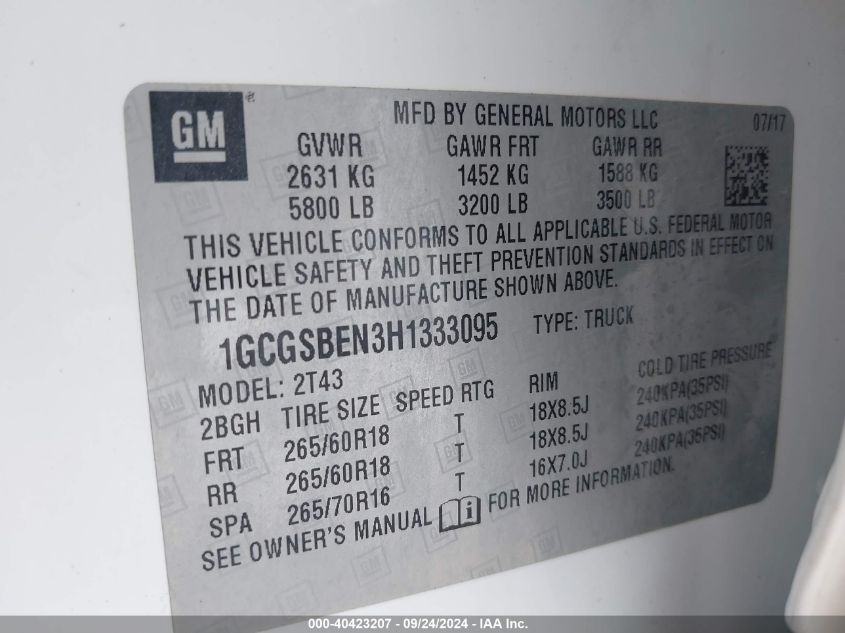 GM
MFD BY GENERAL MOTORS LLC 07/17
GVWR GAWR FRT GAWR RR
2631 KG 1452 KG 1588 KG
5800 LB 3200 LB 3500 LB
THIS VEHICLE CONFORMS TO ALL APPLICABLE U.S. FEDERAL MOTOR
VEHICLE SAFETY AND THEFT PREVENTION STANDARDS IN EFFECT ON
THE DATE OF MANUFACTURE SHOWN ABOVE.
1GCGSBEN3H1333095 TYPE: TRUCK
MODEL: 2T43
2BGH TIRE SIZE SPEED RTG RIM COLD TIRE PRESSURE
FRT 265/60R18 T 18X8.5J 240KPA(35PSI)
RR 265/60R18 T 18X8.5J 240KPA(35PSI)
SPA 265/70R16 T 16X7.0J 240KPA(35PSI)
SEE OWNER'S MANUAL i FOR MORE INFORMATION.
000-40423207 - 09/24/2024 - IAA Inc.